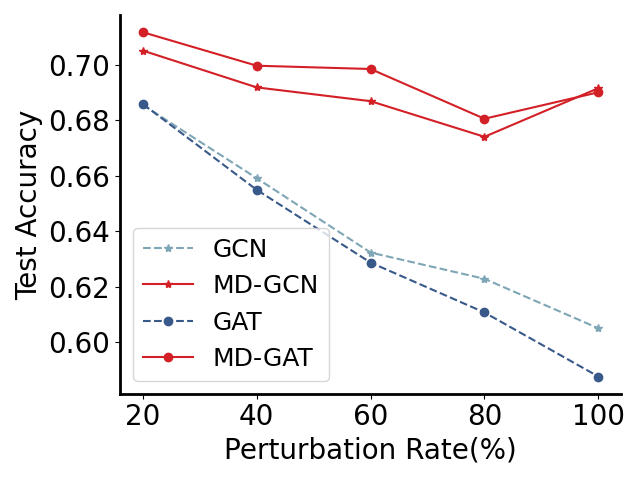 Test Accuracy
0.70
0.68
0.66
0.64
0.62
0.60
GCN
MD-GCN
GAT
MD-GAT
20 40 60 80 100
Perturbation Rate(%)